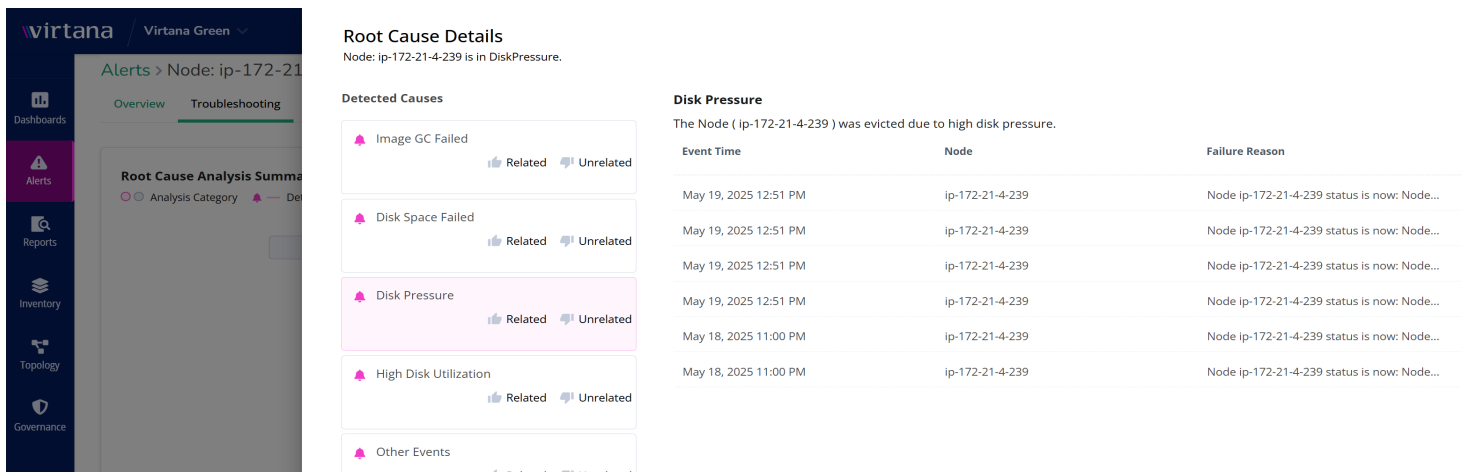 virtana
Virtana Green
Dashboards
Alerts
Reports
Inventory
Topology
Governance
Alerts > Node: ip-172-21
Overview Troubleshooting
Root Cause Analysis Summa
Analysis Category Det
Root Cause Details
Node: ip-172-21-4-239 is in DiskPressure.
Detected Causes
Image GC Failed
Related Unrelated
Disk Space Failed
Related Unrelated
Disk Pressure
Related Unrelated
High Disk Utilization
Related Unrelated
Other Events
Disk Pressure
The Node ( ip-172-21-4-239 ) was evicted due to high disk pressure.
Event Time Node Failure Reason
May 19, 2025 12:51 PM ip-172-21-4-239 Node ip-172-21-4-239 status is now: Node...
May 19, 2025 12:51 PM ip-172-21-4-239 Node ip-172-21-4-239 status is now: Node...
May 19, 2025 12:51 PM ip-172-21-4-239 Node ip-172-21-4-239 status is now: Node...
May 19, 2025 12:51 PM ip-172-21-4-239 Node ip-172-21-4-239 status is now: Node...
May 18, 2025 11:00 PM ip-172-21-4-239 Node ip-172-21-4-239 status is now: Node...
May 18, 2025 11:00 PM ip-172-21-4-239 Node ip-172-21-4-239 status is now: Node...